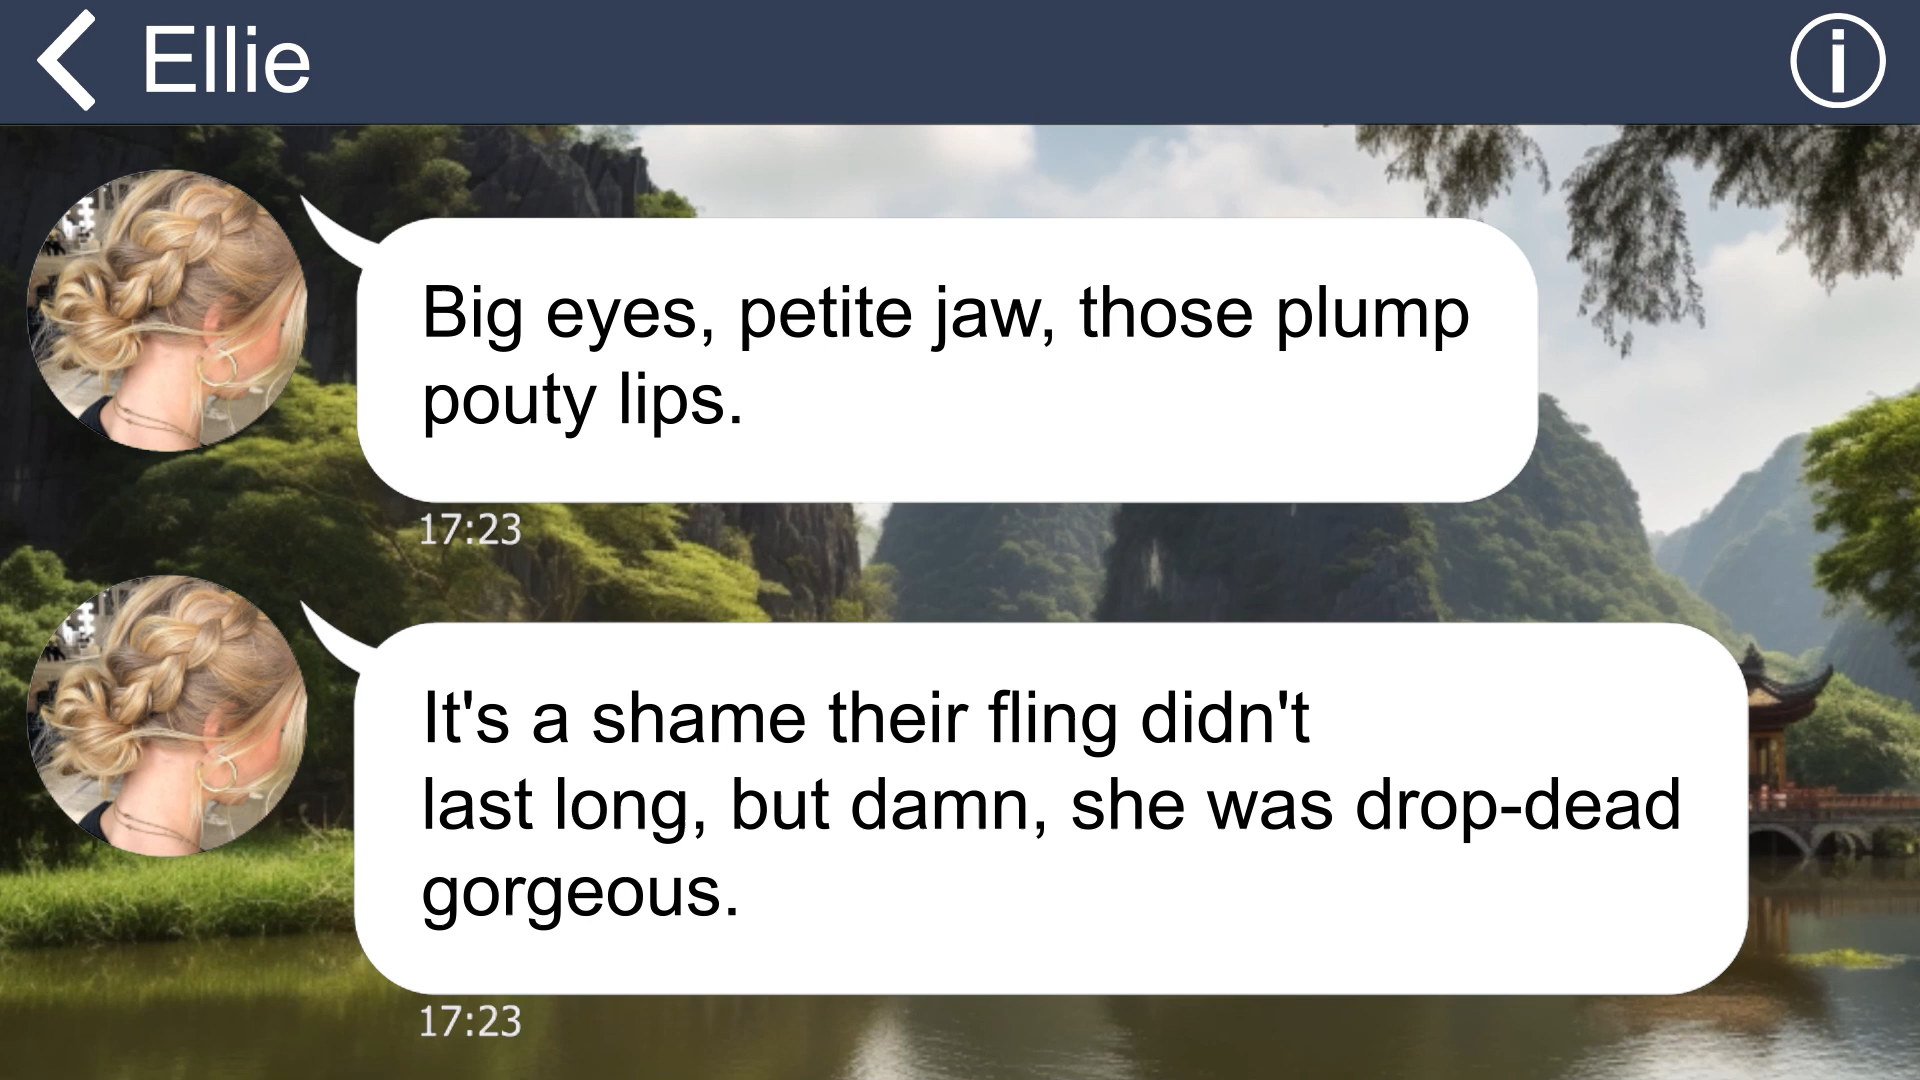 Ellie
Big eyes, petite jaw, those plump
pouty lips.
17:23
It's a shame their fling didn't
last long, but damn, she was drop-dead
gorgeous.
17:23